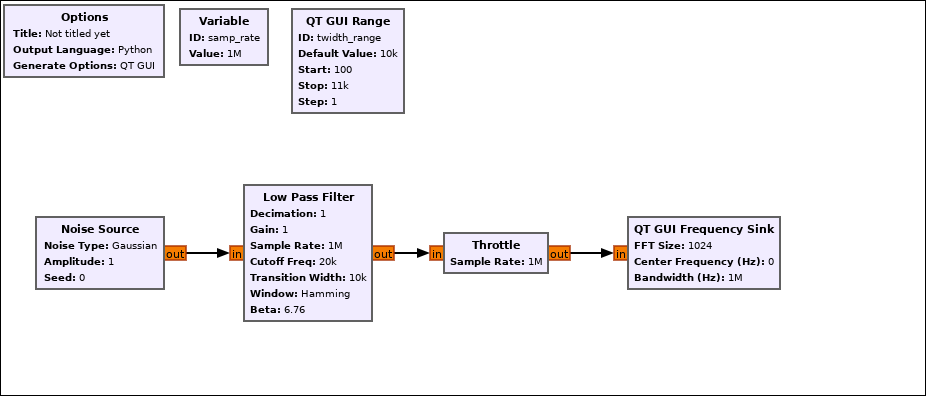 Options
Title: Not titled yet
Output Language: Python
Generate Options: QT GUI
Variable
ID: samp_rate
Value: 1M
QT GUI Range
ID: twidth_range
Default Value: 10k
Start: 100
Stop: 11k
Step: 1
Noise Source
Noise Type: Gaussian
Amplitude: 1
Seed: 0
out
in
Low Pass Filter
Decimation: 1
Gain: 1
Sample Rate: 1M
Cutoff Freq: 20k
Transition Width: 10k
Window: Hamming
Beta: 6.76
out
in
Throttle
Sample Rate: 1M
out
in
QT GUI Frequency Sink
FFT Size: 1024
Center Frequency (Hz): 0
Bandwidth (Hz): 1M